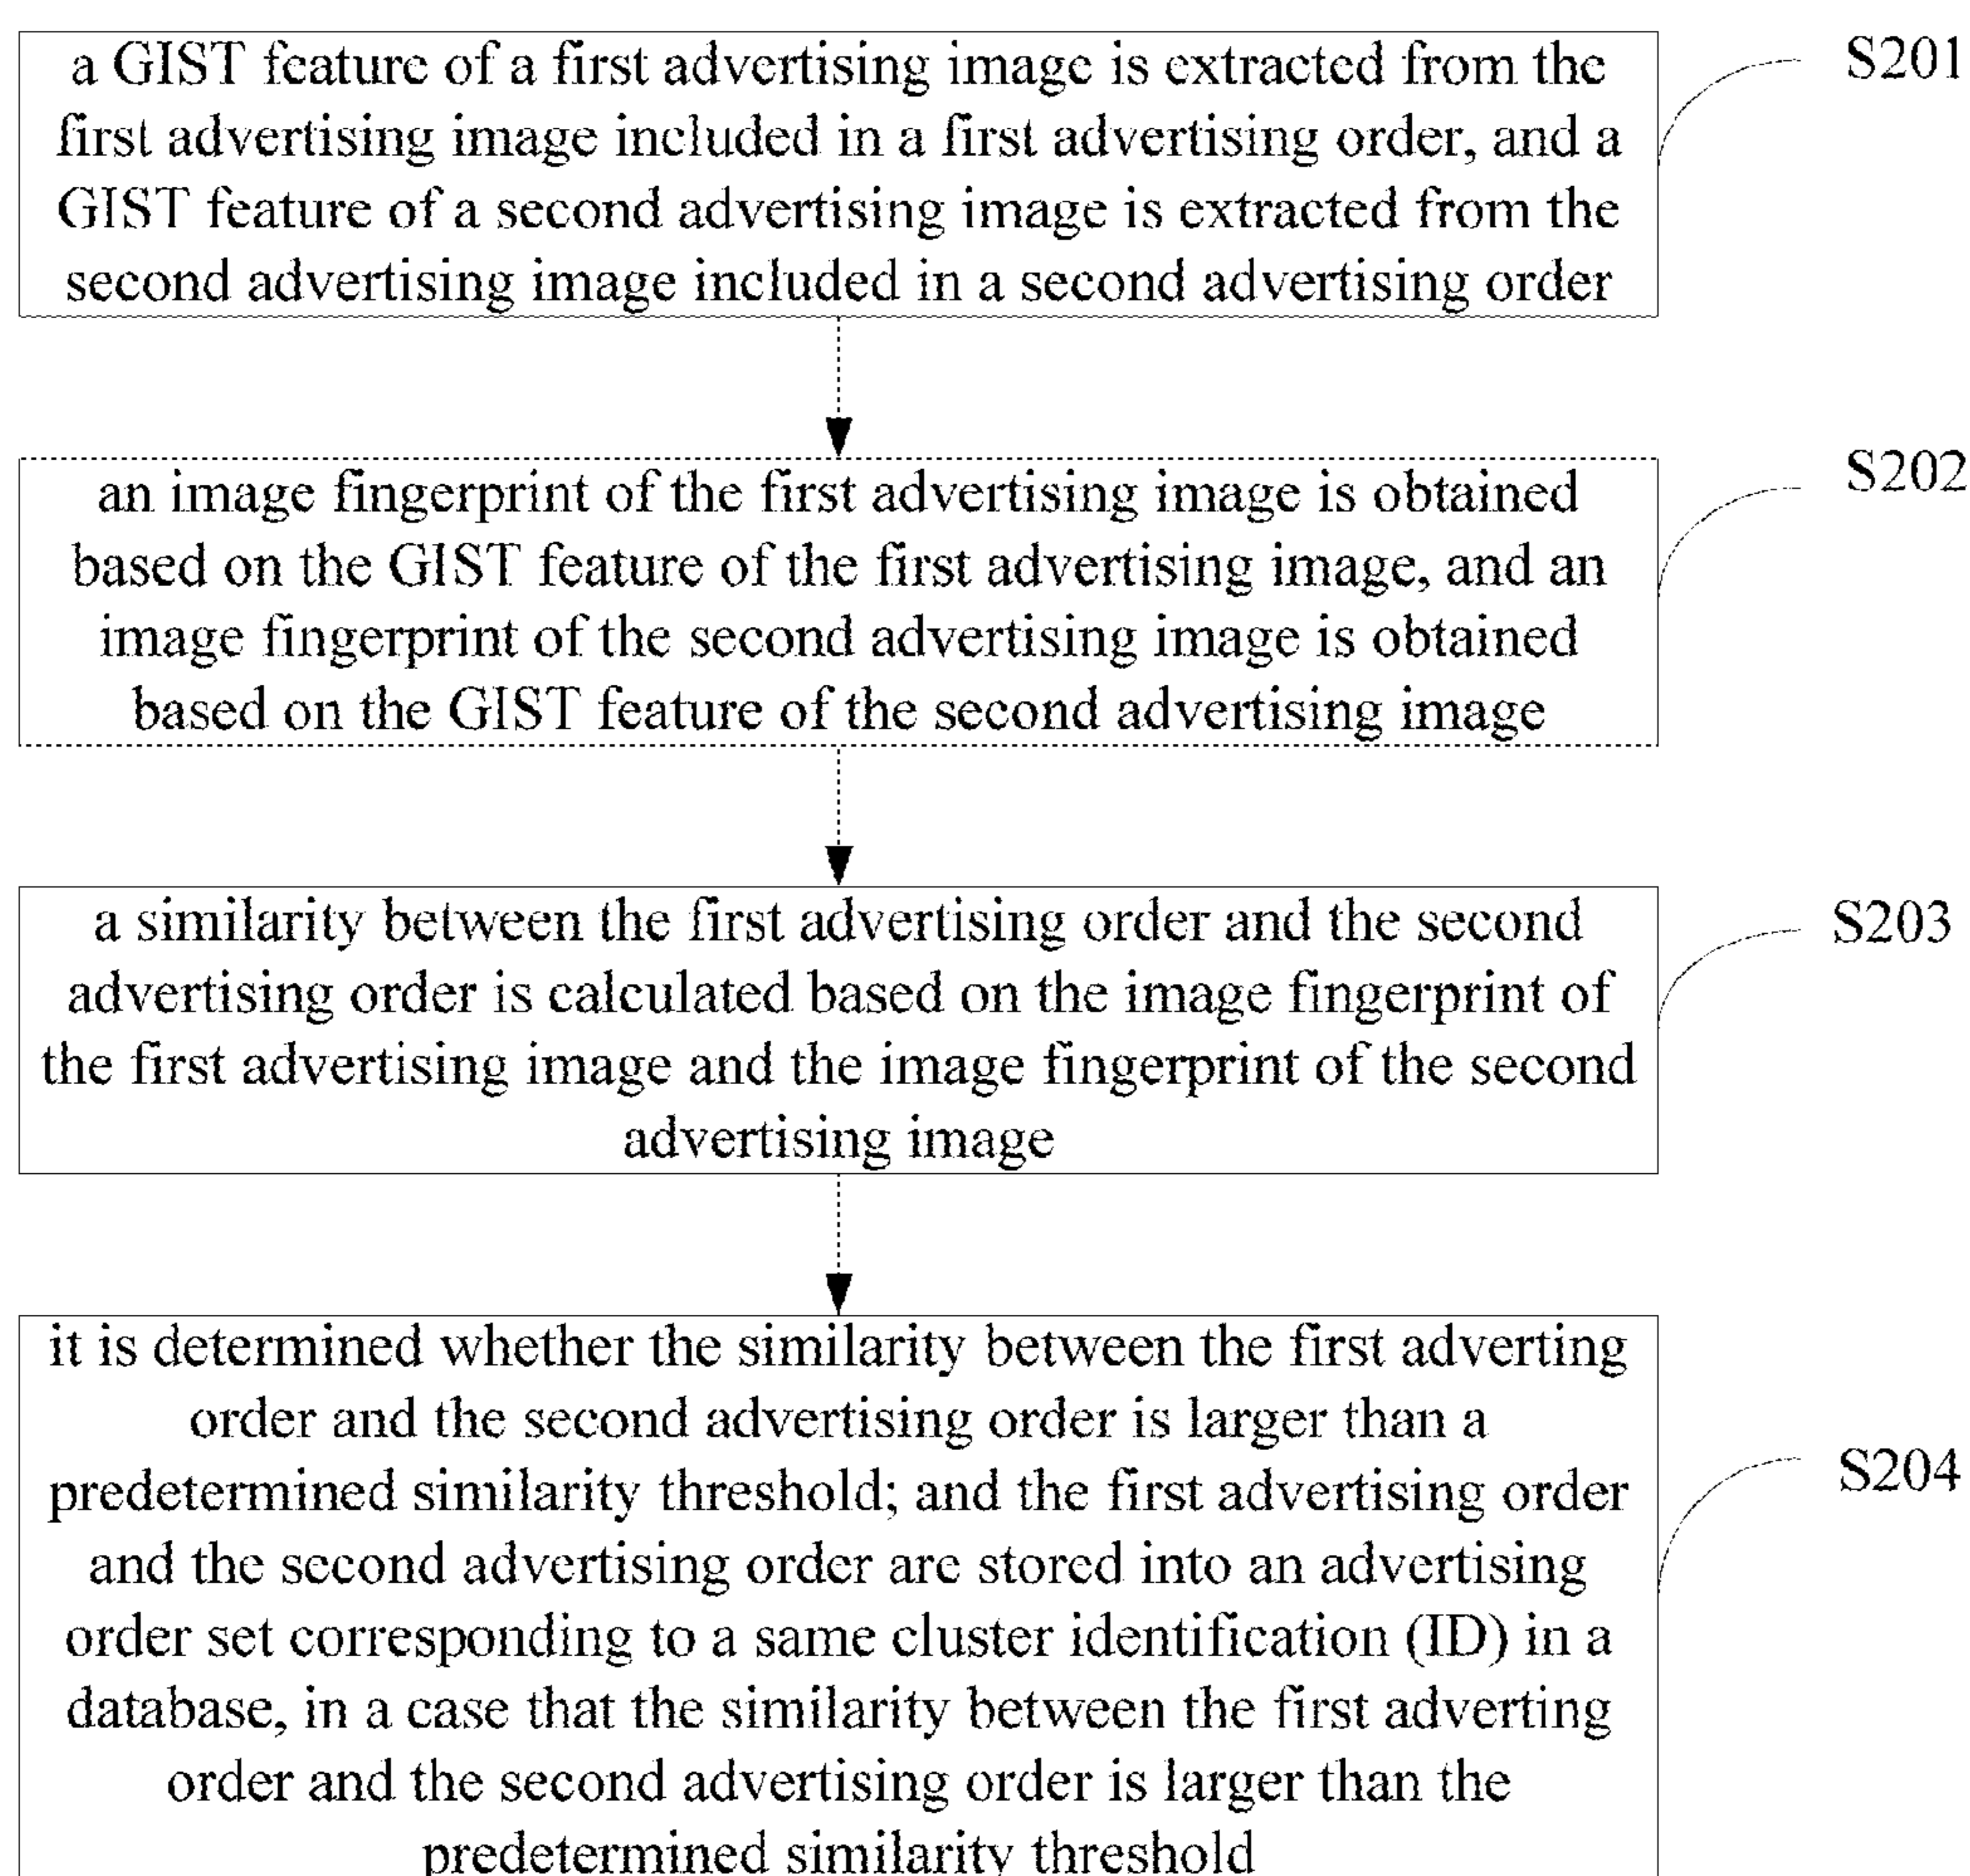 a GIST feature of a first advertising image is extracted from the
first advertising image included in a first advertising order, and a
GIST feature of a second advertising image is extracted from the
second advertising image included in a second advertising order
S201
an image fingerprint of the first advertising image is obtained
based on the GIST feature of the first advertising image, and an
image fingerprint of the second advertising image is obtained
based on the GIST feature of the second advertising image
S202
a similarity between the first advertising order and the second
advertising order is calculated based on the image fingerprint of
the first advertising image and the image fingerprint of the second
advertising image
S203
it is determined whether the similarity between the first adverting
order and the second advertising order is larger than a
predetermined similarity threshold; and the first advertising order
and the second advertising order are stored into an advertising
order set corresponding to a same cluster identification (ID) in a
database, in a case that the similarity between the first adverting
order and the second advertising order is larger than the
predetermined similarity threshold
S204